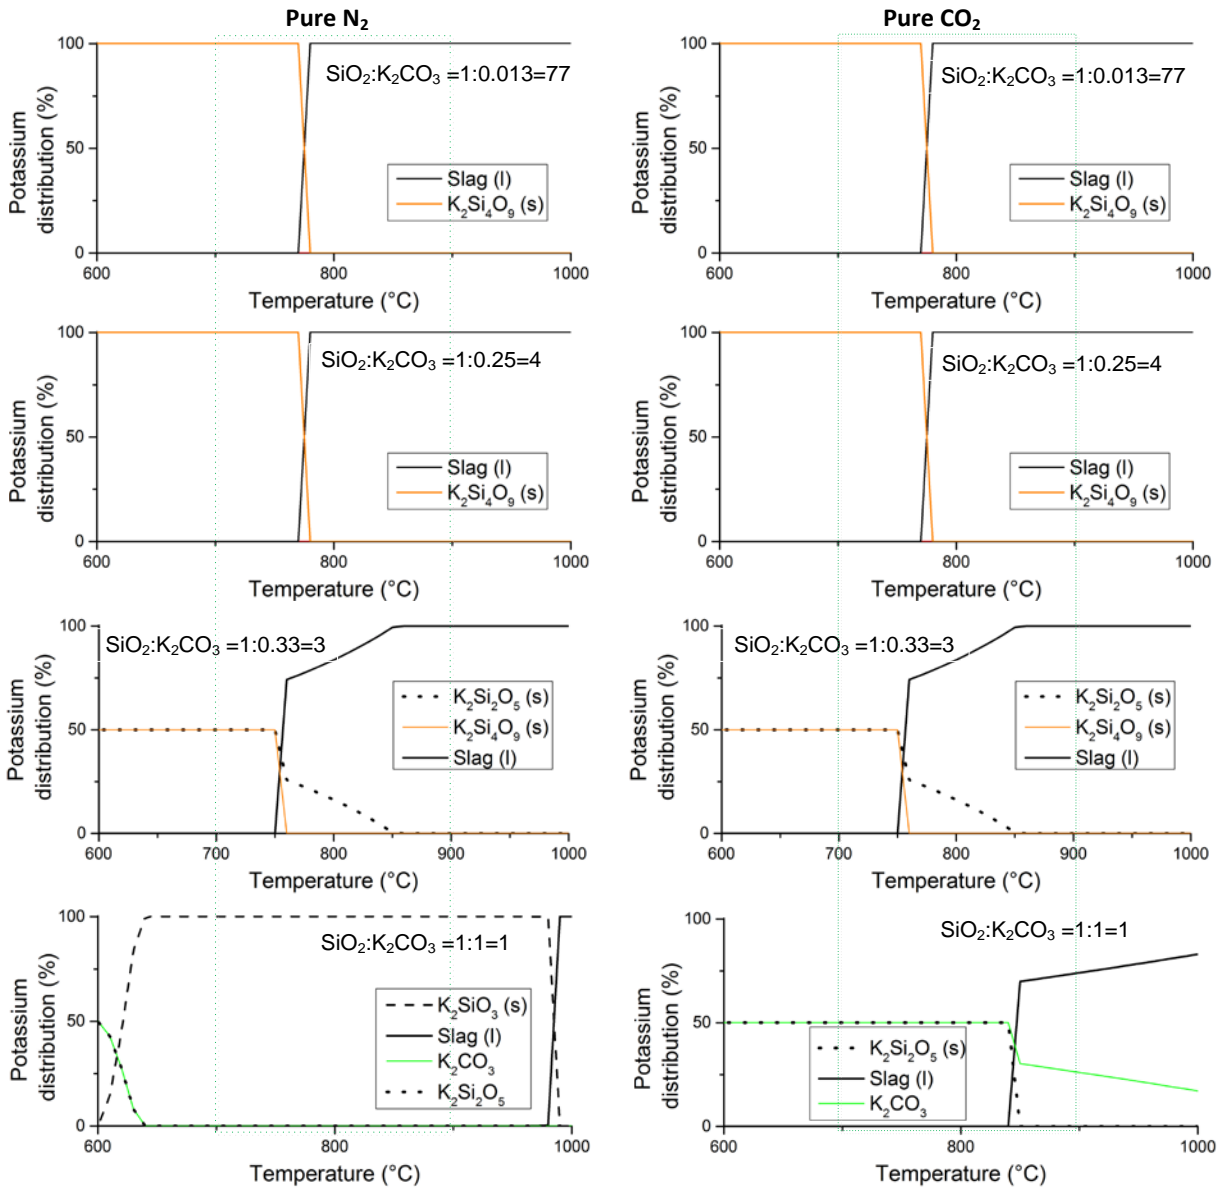 Pure N₂
Pure CO₂
100
50
0
600
800
1000
Potassium
distribution (%)
Temperature (°C)
SiO₂:K₂CO₃ =1:0.013=77
Slag (l)
K₂Si₄O₉ (s)
100
50
0
600
800
1000
Potassium
distribution (%)
Temperature (°C)
SiO₂:K₂CO₃ =1:0.013=77
Slag (l)
K₂Si₄O₉ (s)
100
50
0
600
800
1000
Potassium
distribution (%)
Temperature (°C)
SiO₂:K₂CO₃ =1:0.25=4
Slag (l)
K₂Si₄O₉ (s)
100
50
0
600
800
1000
Potassium
distribution (%)
Temperature (°C)
SiO₂:K₂CO₃ =1:0.25=4
Slag (l)
K₂Si₄O₉ (s)
100
50
0
600
700
800
900
1000
Potassium
distribution (%)
Temperature (°C)
SiO₂:K₂CO₃ =1:0.33=3
K₂Si₂O₅ (s)
K₂Si₄O₉ (s)
Slag (l)
100
50
0
600
700
800
900
1000
Potassium
distribution (%)
Temperature (°C)
SiO₂:K₂CO₃ =1:0.33=3
K₂Si₂O₅ (s)
K₂Si₄O₉ (s)
Slag (l)
100
50
0
600
800
1000
Potassium
distribution (%)
Temperature (°C)
SiO₂:K₂CO₃ =1:1=1
K₂SiO₃ (s)
Slag (l)
K₂CO₃
K₂Si₂O₅
100
50
0
600
800
1000
Potassium
distribution (%)
Temperature (°C)
SiO₂:K₂CO₃ =1:1=1
K₂Si₂O₅ (s)
Slag (l)
K₂CO₃